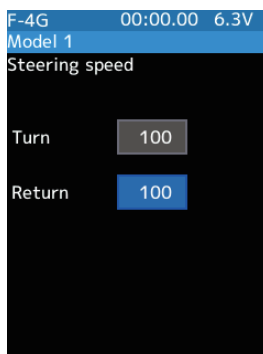 F-4G 00:00.00 6.3V
Model 1
Steering speed
Turn 100
Return 100